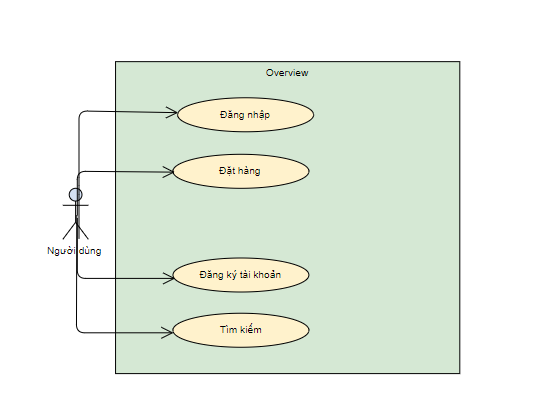 Overview
Đăng nhập
Đặt hàng
Người dùng
Đăng ký tài khoản
Tìm kiếm